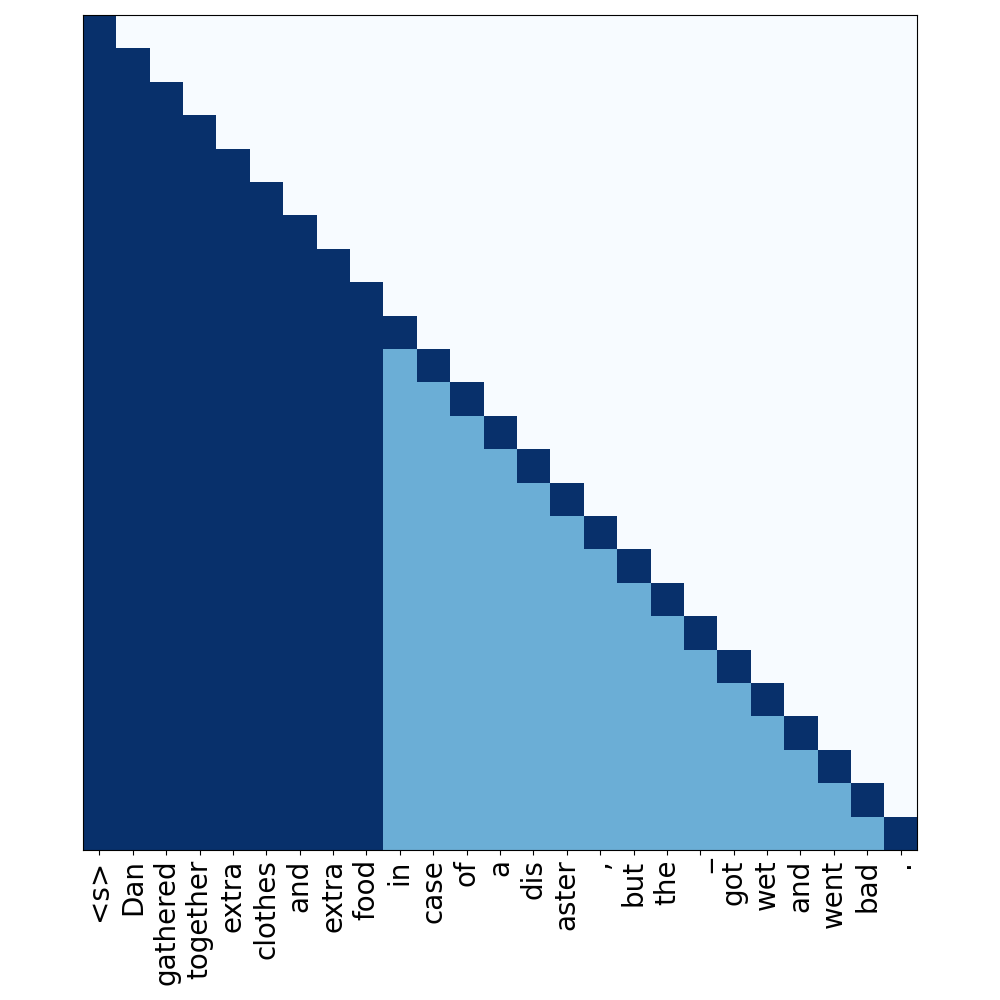 <s> Dan gathered together extra clothes and extra food in case of a dis aster , but the _ got wet and went bad .